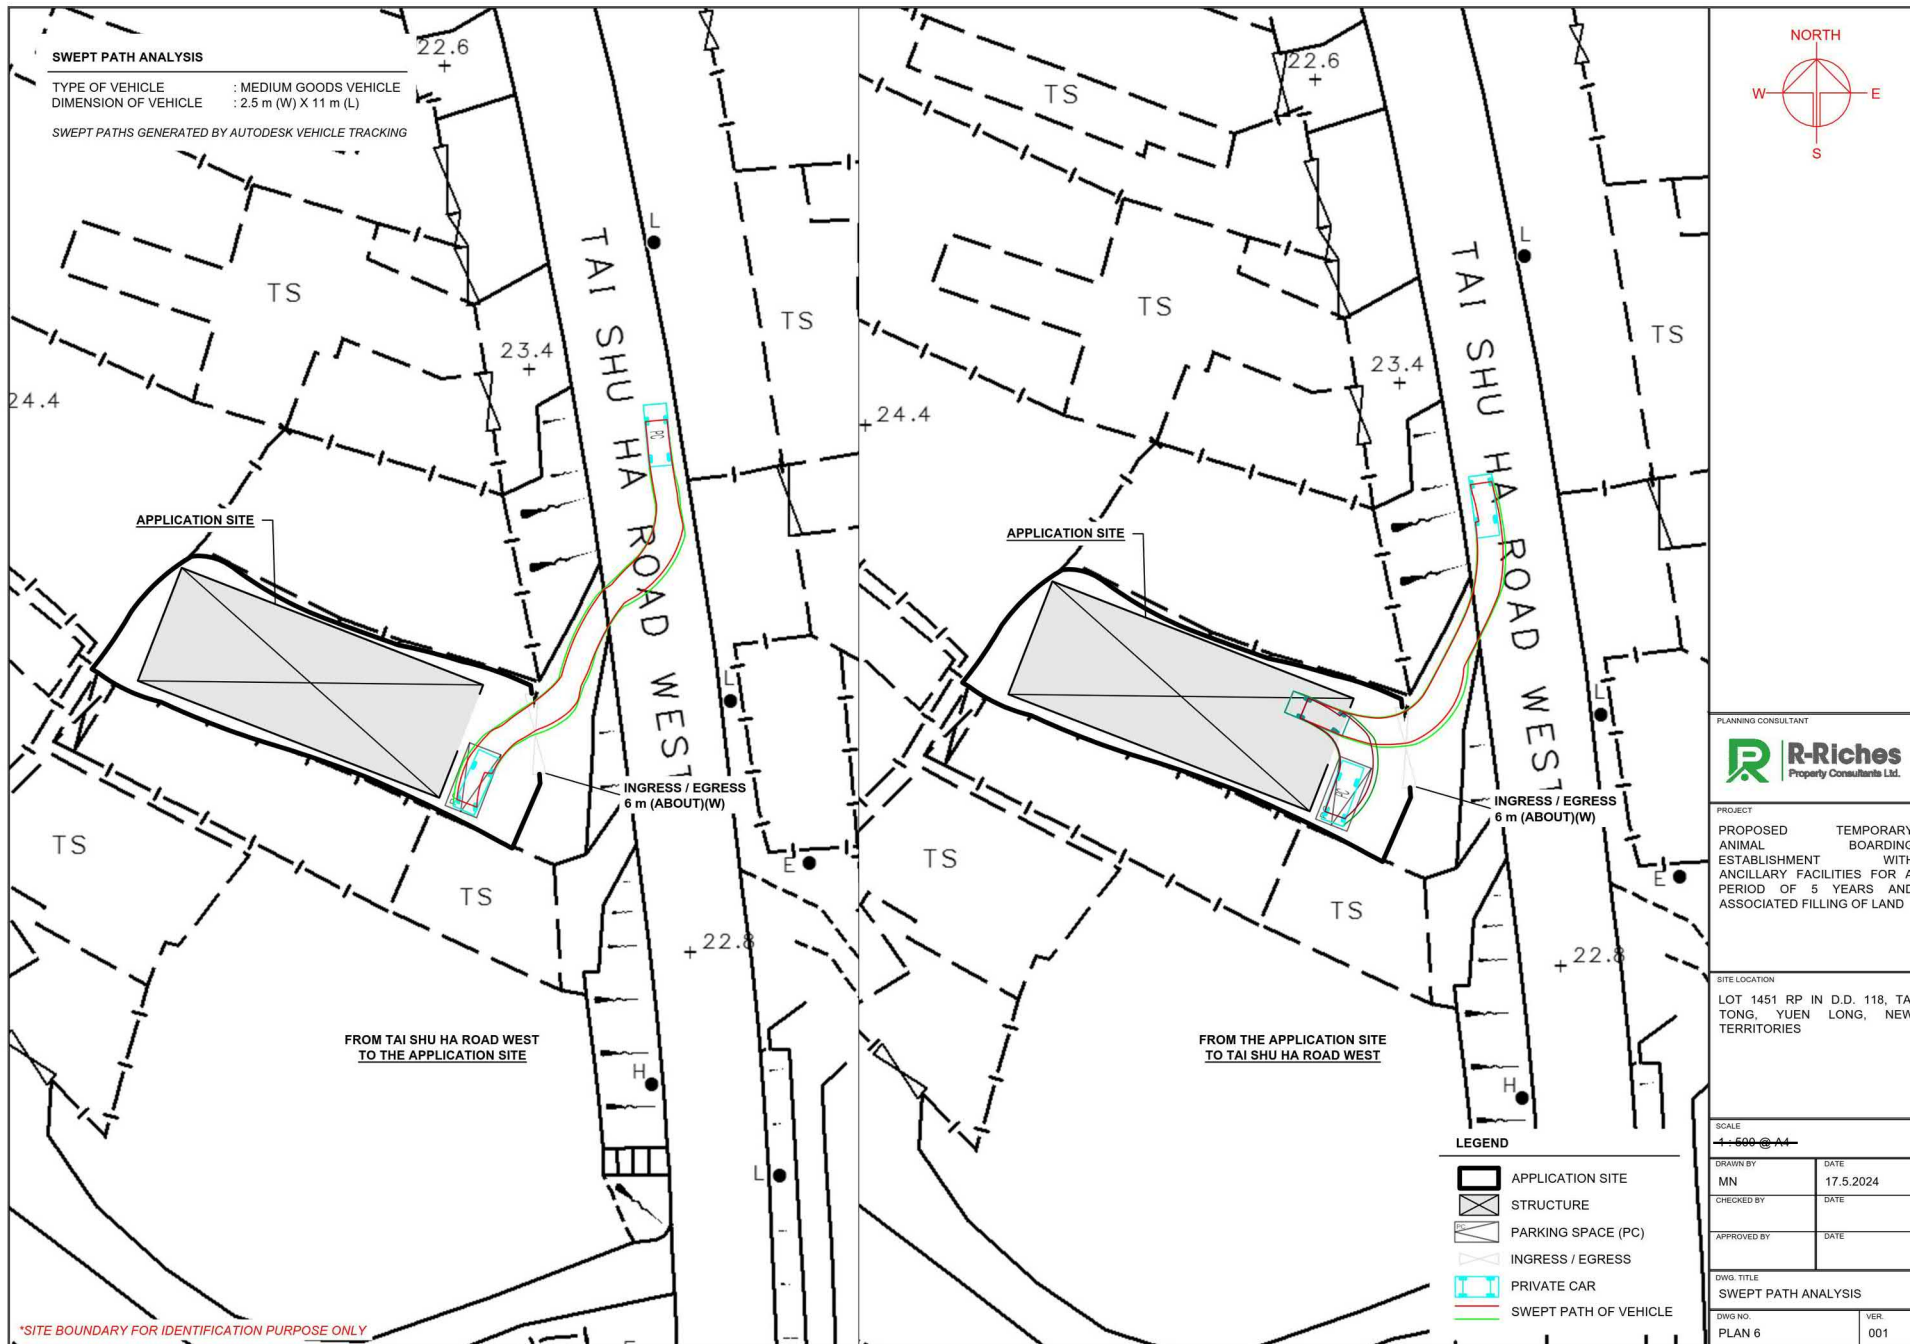 SWEPT PATH ANALYSIS
TYPE OF VEHICLE : MEDIUM GOODS VEHICLE
DIMENSION OF VEHICLE : 2.5 m (W) X 11 m (L)
SWEPT PATHS GENERATED BY AUTODESK VEHICLE TRACKING
22.6
L
TAI SHU HA ROAD WEST
TS
TS
23.4
24.4
PC
APPLICATION SITE
L
INGRESS / EGRESS
6 m (ABOUT)(W)
TS
E
TS
22.8
FROM TAI SHU HA ROAD WEST
TO THE APPLICATION SITE
H
L
*SITE BOUNDARY FOR IDENTIFICATION PURPOSE ONLY
22.6
TS
L
TAI SHU HA ROAD WEST
TS
TS
23.4
24.4
APPLICATION SITE
L
PC
INGRESS / EGRESS
6 m (ABOUT)(W)
TS
E
TS
22.8
FROM THE APPLICATION SITE
TO TAI SHU HA ROAD WEST
H
LEGEND
APPLICATION SITE
STRUCTURE
PC
PARKING SPACE (PC)
INGRESS / EGRESS
PRIVATE CAR
SWEPT PATH OF VEHICLE
NORTH
W E
S
PLANNING CONSULTANT
R-Riches
Property Consultants Ltd.
PROJECT
PROPOSED TEMPORARY
ANIMAL BOARDING
ESTABLISHMENT WITH
ANCILLARY FACILITIES FOR A
PERIOD OF 5 YEARS AND
ASSOCIATED FILLING OF LAND
SITE LOCATION
LOT 1451 RP IN D.D. 118, TAI
TONG, YUEN LONG, NEW
TERRITORIES
SCALE
1 : 500 @ A4
DRAWN BY DATE
MN 17.5.2024
CHECKED BY DATE
APPROVED BY DATE
DWG. TITLE
SWEPT PATH ANALYSIS
DWG NO. VER.
PLAN 6 001